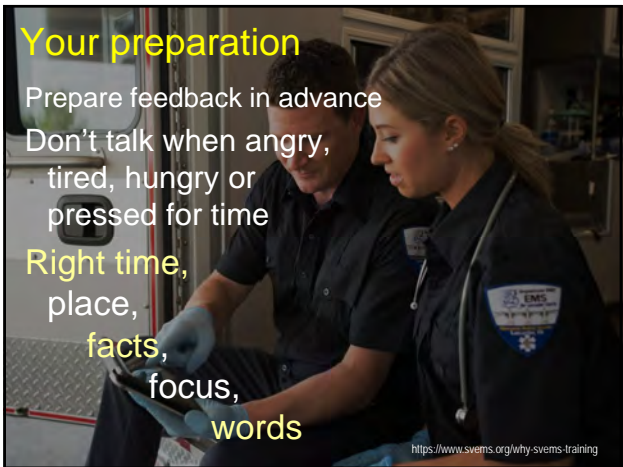 Your preparation
Prepare feedback in advance
Don't talk when angry,
tired, hungry or
pressed for time
Right time,
place,
facts,
focus,
words
EMS
https://www.svems.org/why-svems-training